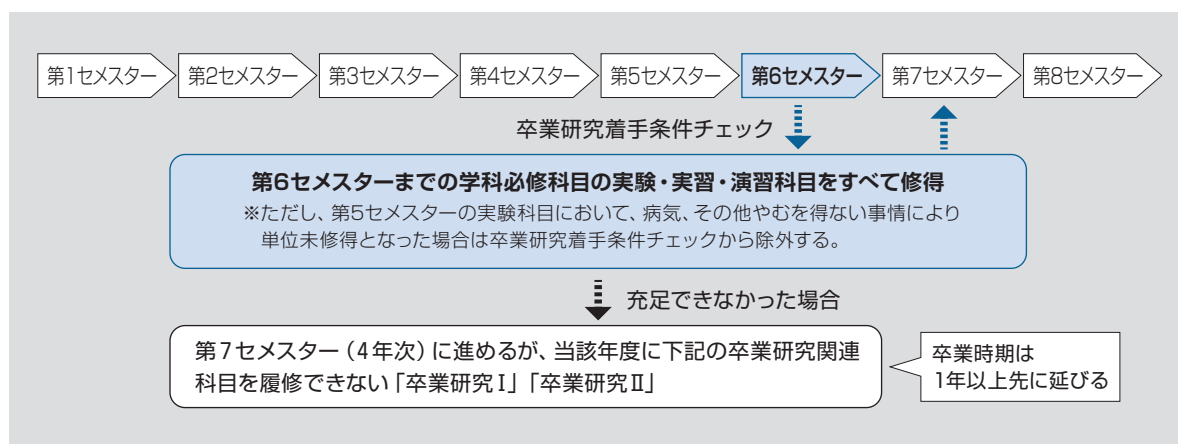 第1セメスター
第2セメスター
第3セメスター
第4セメスター
第5セメスター
第6セメスター
第7セメスター
第8セメスター
卒業研究着手条件チェック
第6セメスターまでの学科必修科目の実験・実習・演習科目をすべて修得
※ただし、第5セメスターの実験科目において、病気、その他やむを得ない事情により
単位未修得となった場合は卒業研究着手条件チェックから除外する。
充足できなかった場合
第7セメスター(4年次)に進めるが、当該年度に下記の卒業研究関連
科目を履修できない「卒業研究Ⅰ」「卒業研究Ⅱ」
卒業時期は
1年以上先に延びる